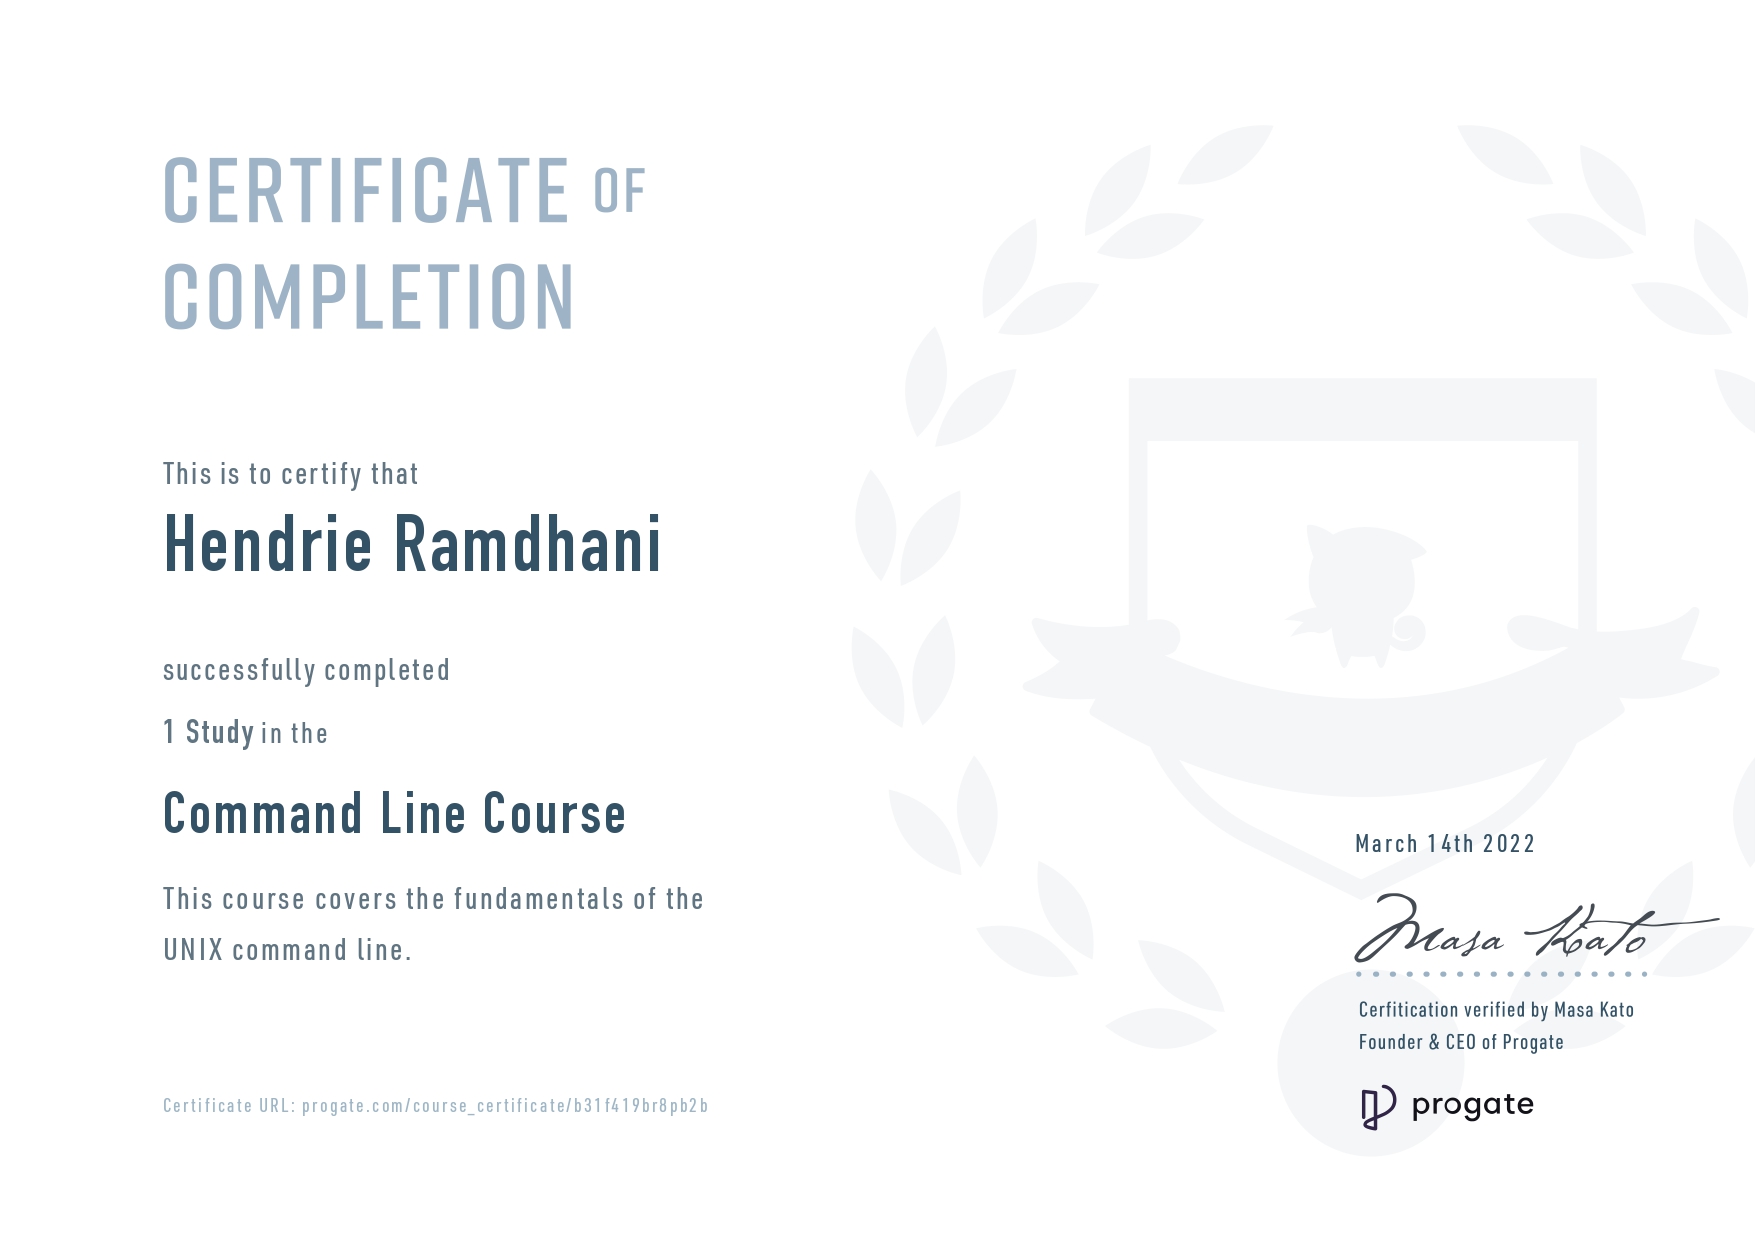 CERTIFICATE OF
COMPLETION
This is to certify that
Hendrie Ramdhani
successfully completed
1 Study in the
Command Line Course
This course covers the fundamentals of the
UNIX command line.
Certificate URL: progate.com/course_certificate/b31f419br8pb2b
March 14th 2022
Masa Kato
Cerfitication verified by Masa Kato
Founder & CEO of Progate
progate